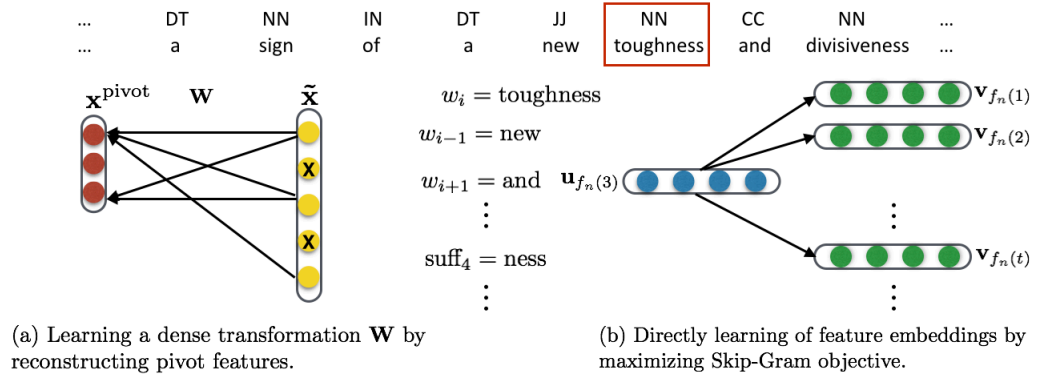 ... DT NN IN DT JJ NN CC NN ...
... a sign of a new toughness and divisiveness ...
x^pivot W x̃
X
X
w_i = toughness
w_{i−1} = new
w_{i+1} = and
⋮
suff_4 = ness
⋮
u_{f_n(3)}
v_{f_n(1)}
v_{f_n(2)}
⋮
v_{f_n(t)}
⋮
(a) Learning a dense transformation W by
reconstructing pivot features.
(b) Directly learning of feature embeddings by
maximizing Skip-Gram objective.